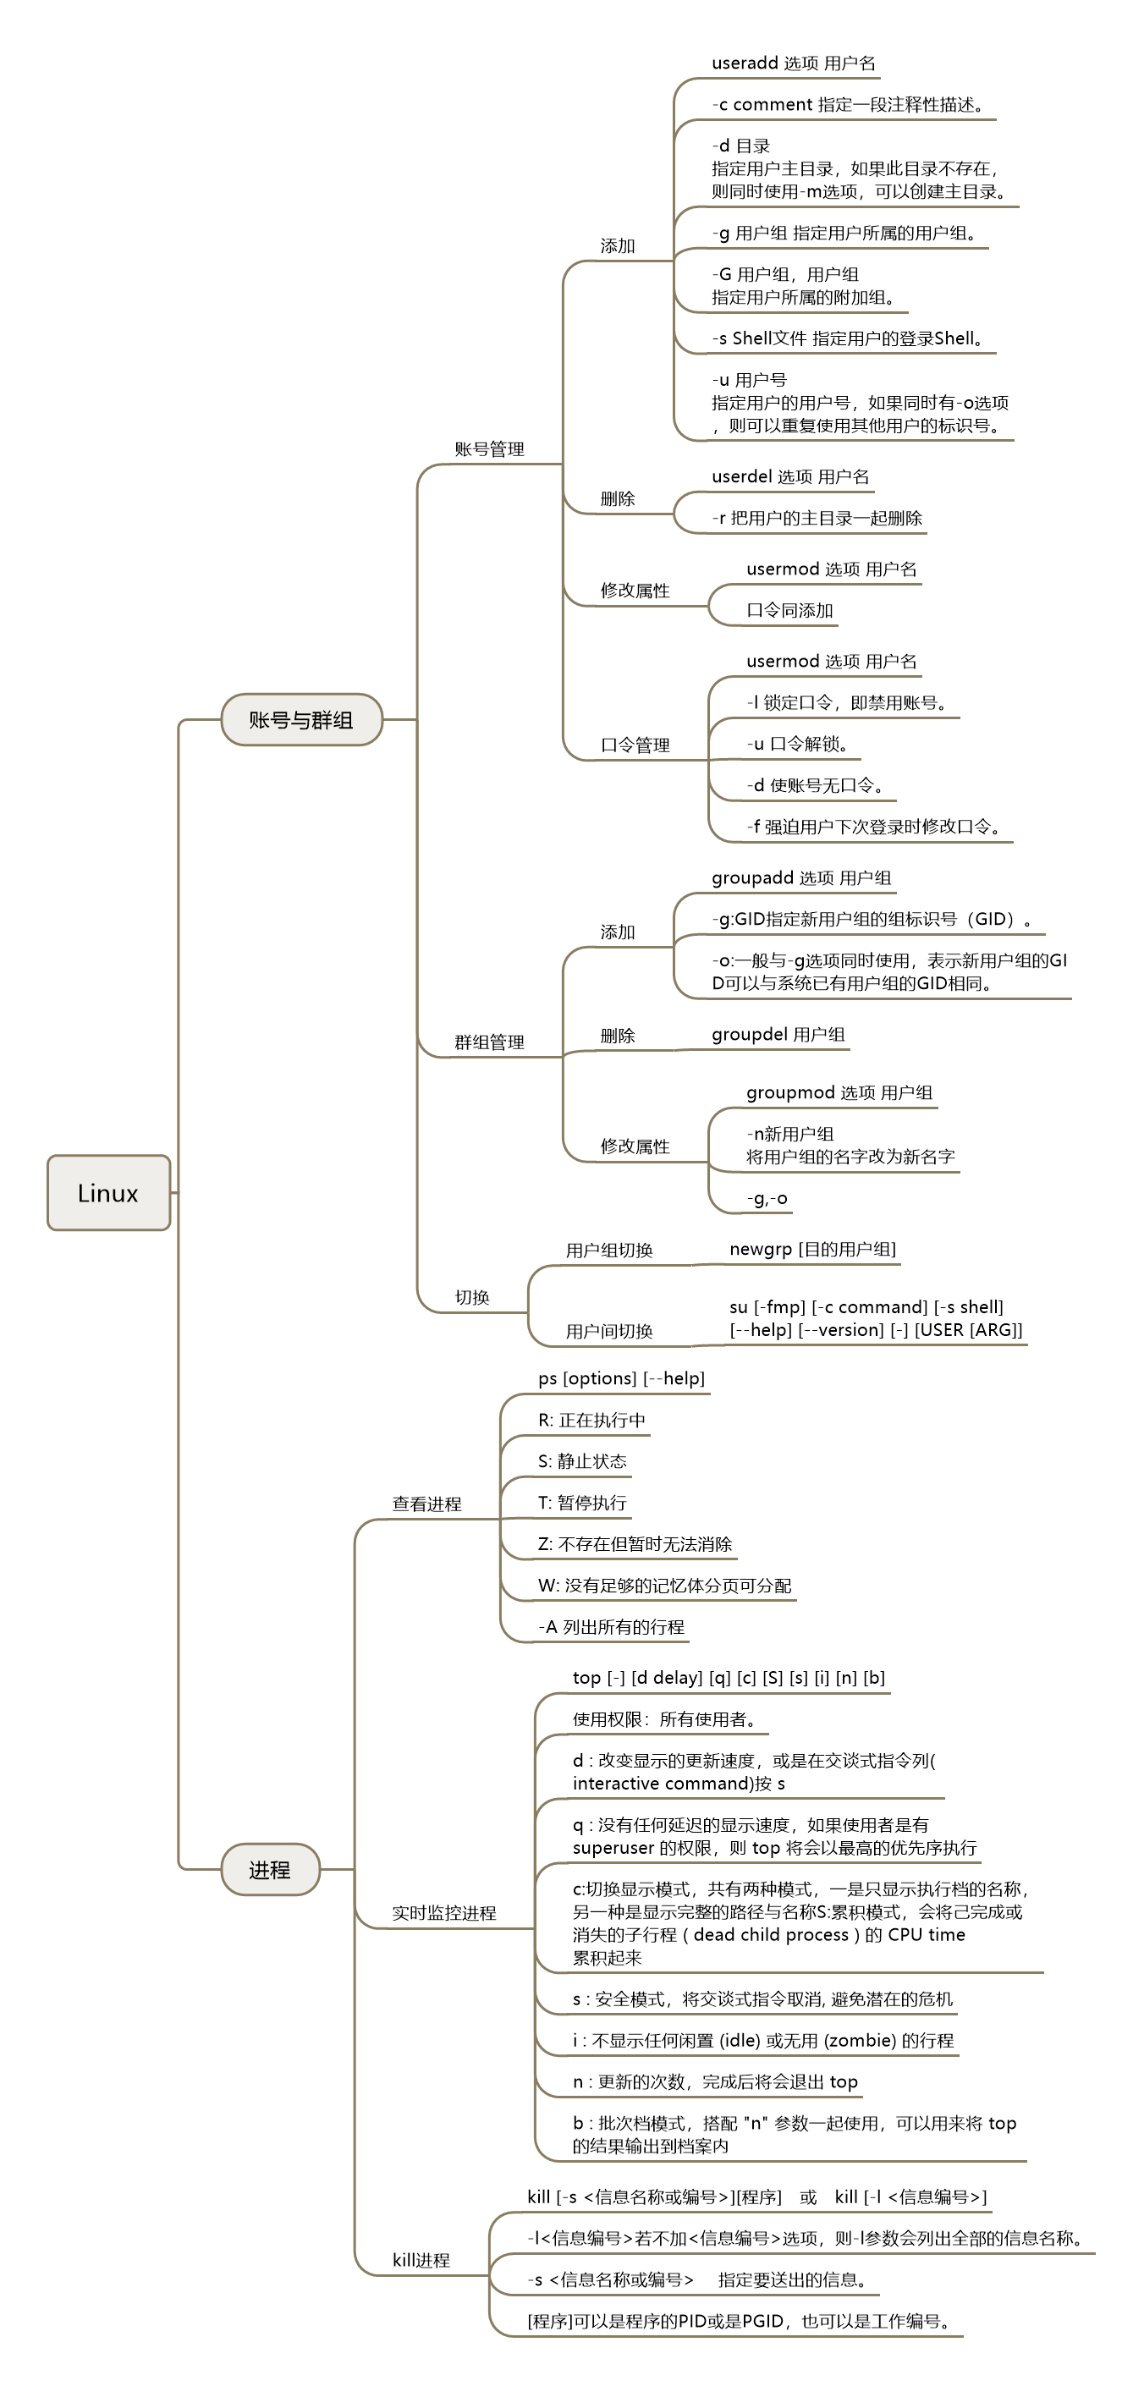 Linux
账号与群组
账号管理
添加
useradd 选项 用户名
-c comment 指定一段注释性描述。
-d 目录
指定用户主目录，如果此目录不存在，
则同时使用-m选项，可以创建主目录。
-g 用户组 指定用户所属的用户组。
-G 用户组，用户组
指定用户所属的附加组。
-s Shell文件 指定用户的登录Shell。
-u 用户号
指定用户的用户号，如果同时有-o选项
，则可以重复使用其他用户的标识号。
删除
userdel 选项 用户名
-r 把用户的主目录一起删除
修改属性
usermod 选项 用户名
口令同添加
口令管理
usermod 选项 用户名
-l 锁定口令，即禁用账号。
-u 口令解锁。
-d 使账号无口令。
-f 强迫用户下次登录时修改口令。
群组管理
添加
groupadd 选项 用户组
-g:GID指定新用户组的组标识号（GID）。
-o:一般与-g选项同时使用，表示新用户组的GI
D可以与系统已有用户组的GID相同。
删除
groupdel 用户组
修改属性
groupmod 选项 用户组
-n新用户组
将用户组的名字改为新名字
-g,-o
切换
用户组切换
newgrp [目的用户组]
用户间切换
su [-fmp] [-c command] [-s shell]
[--help] [--version] [-] [USER [ARG]]
进程
查看进程
ps [options] [--help]
R: 正在执行中
S: 静止状态
T: 暂停执行
Z: 不存在但暂时无法消除
W: 没有足够的记忆体分页可分配
-A 列出所有的行程
实时监控进程
top [-] [d delay] [q] [c] [S] [s] [i] [n] [b]
使用权限：所有使用者。
d : 改变显示的更新速度，或是在交谈式指令列(
interactive command)按 s
q : 没有任何延迟的显示速度，如果使用者是有
superuser 的权限，则 top 将会以最高的优先序执行
c:切换显示模式，共有两种模式，一是只显示执行档的名称，
另一种是显示完整的路径与名称S:累积模式，会将己完成或
消失的子行程 ( dead child process ) 的 CPU time
累积起来
s : 安全模式，将交谈式指令取消, 避免潜在的危机
i : 不显示任何闲置 (idle) 或无用 (zombie) 的行程
n : 更新的次数，完成后将会退出 top
b : 批次档模式，搭配 "n" 参数一起使用，可以用来将 top
的结果输出到档案内
kill进程
kill [-s <信息名称或编号>][程序]　或　kill [-l <信息编号>]
-l<信息编号>若不加<信息编号>选项，则-l参数会列出全部的信息名称。
-s <信息名称或编号>　 指定要送出的信息。
[程序]可以是程序的PID或是PGID，也可以是工作编号。